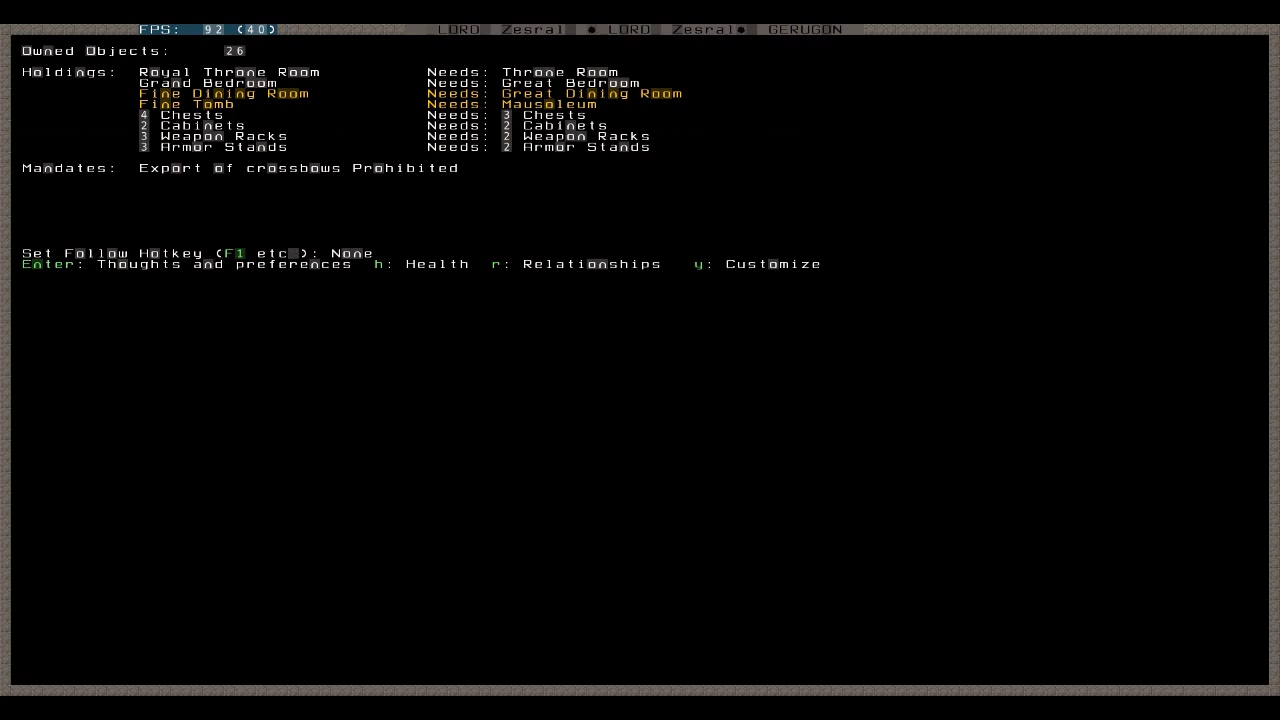 FPS: 92 (40) LORD Zesral LORD Zesral GERUGON
Owned Objects: 26
Holdings: Royal Throne Room Needs: Throne Room
Grand Bedroom Needs: Great Bedroom
Fine Dining Room Needs: Great Dining Room
Fine Tomb Needs: Mausoleum
4 Chests Needs: 3 Chests
2 Cabinets Needs: 2 Cabinets
3 Weapon Racks Needs: 2 Weapon Racks
3 Armor Stands Needs: 2 Armor Stands
Mandates: Export of crossbows Prohibited
Set Follow Hotkey (F1 etc ): None
Enter: Thoughts and preferences h: Health r: Relationships y: Customize